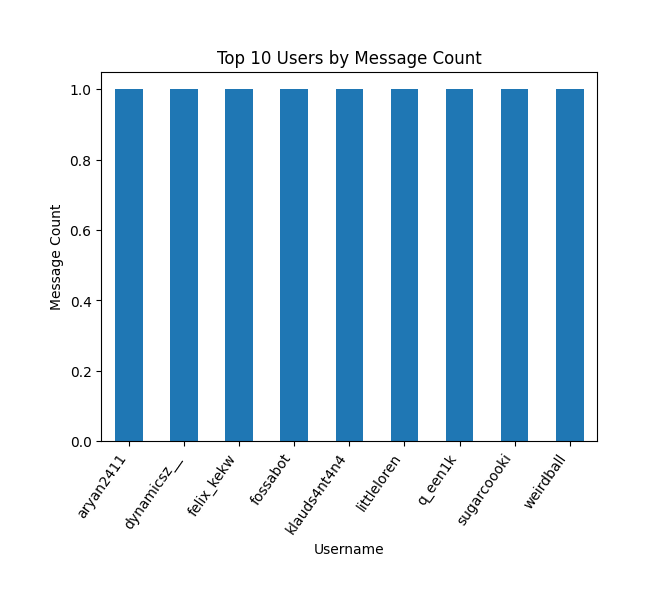 Top 10 Users by Message Count
1.0
0.8
0.6
0.4
0.2
0.0
Message Count
aryan2411
dynamicsz__
felix_kekw
fossabot
klauds4nt4n4
littleloren
q_een1k
sugarcoooki
weirdball
Username